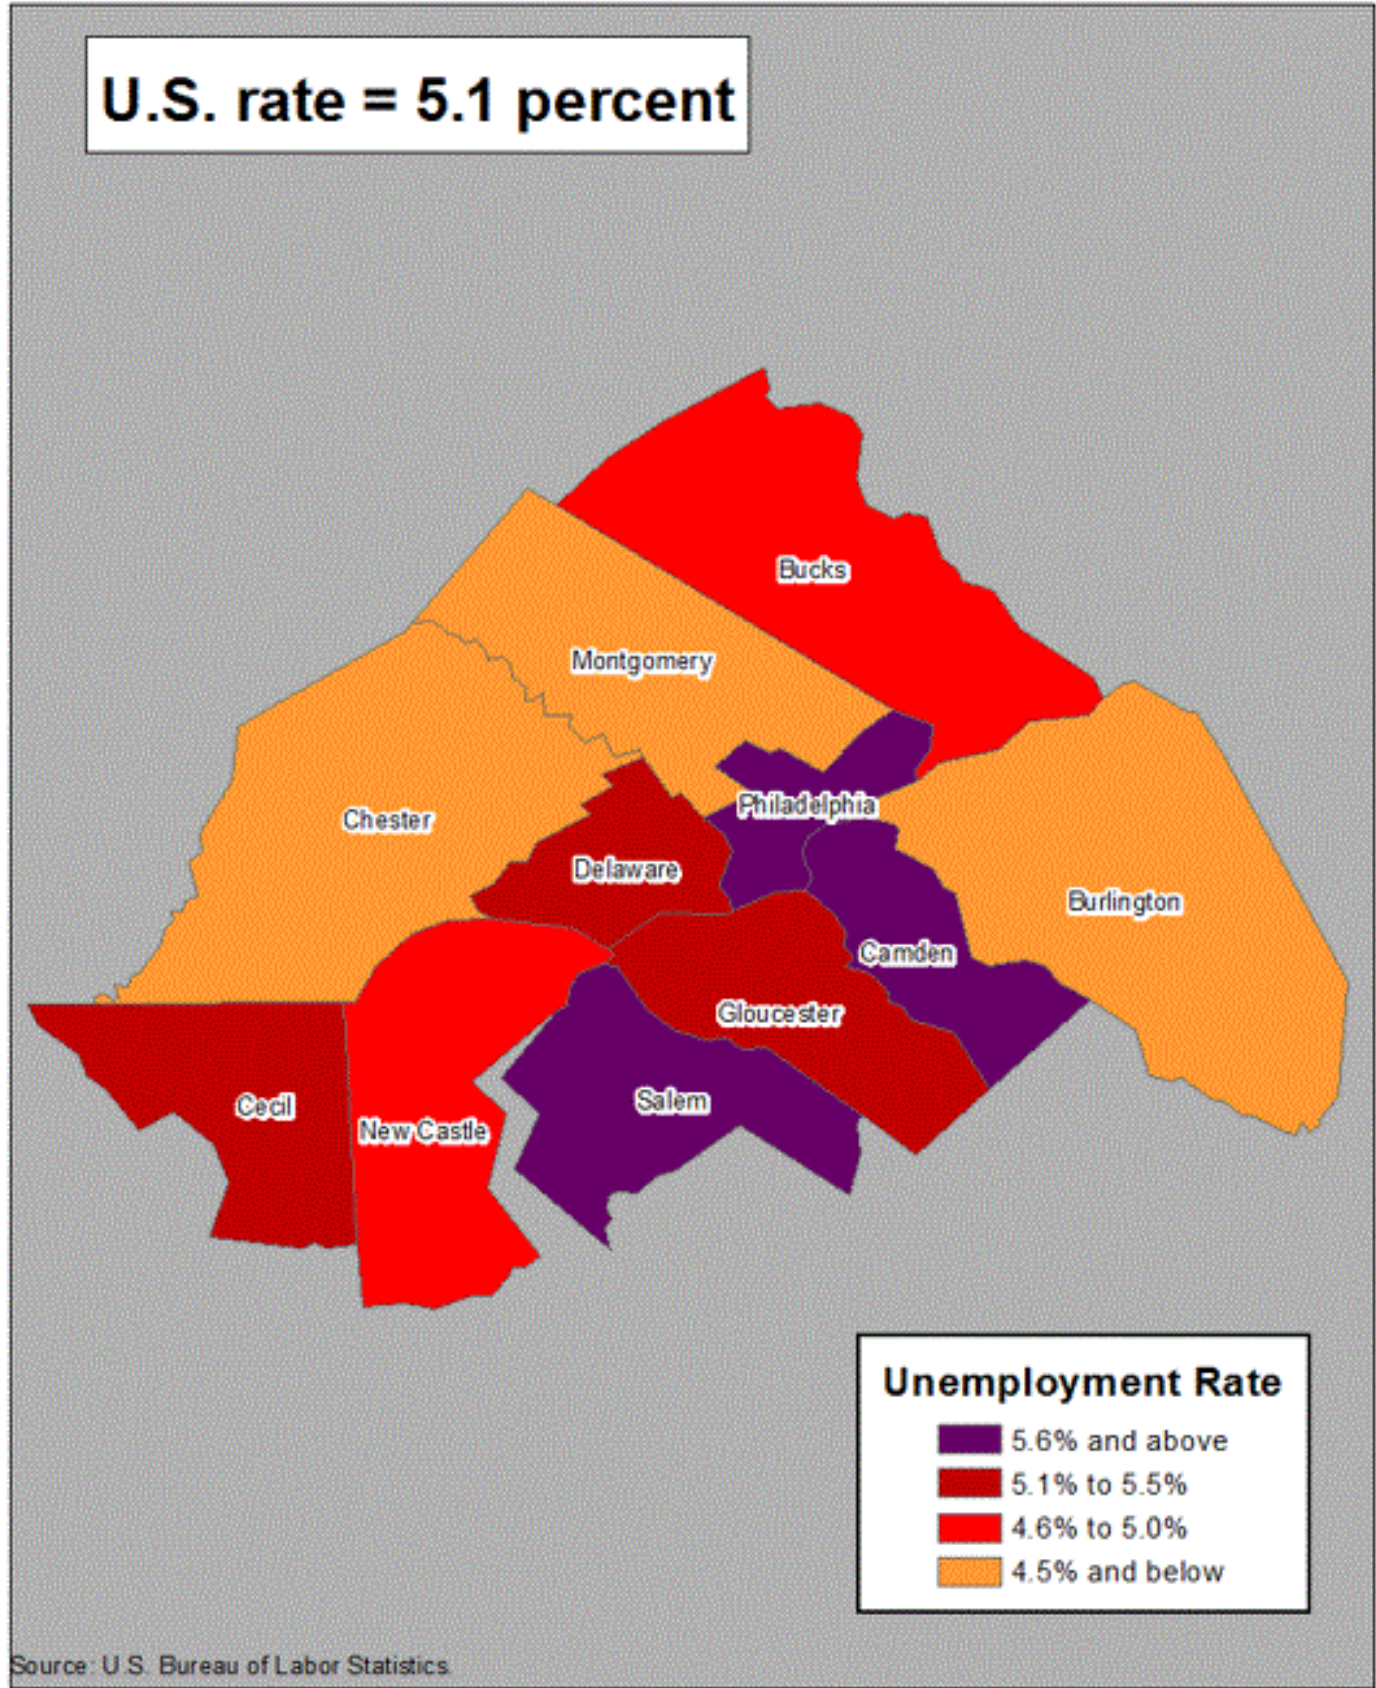 U.S. rate = 5.1 percent
Bucks
Montgomery
Philadelphia
Chester
Delaware
Burlington
Camden
Gloucester
Salem
Cecil
New Castle
Unemployment Rate
5.6% and above
5.1% to 5.5%
4.6% to 5.0%
4.5% and below
Source: U.S. Bureau of Labor Statistics.